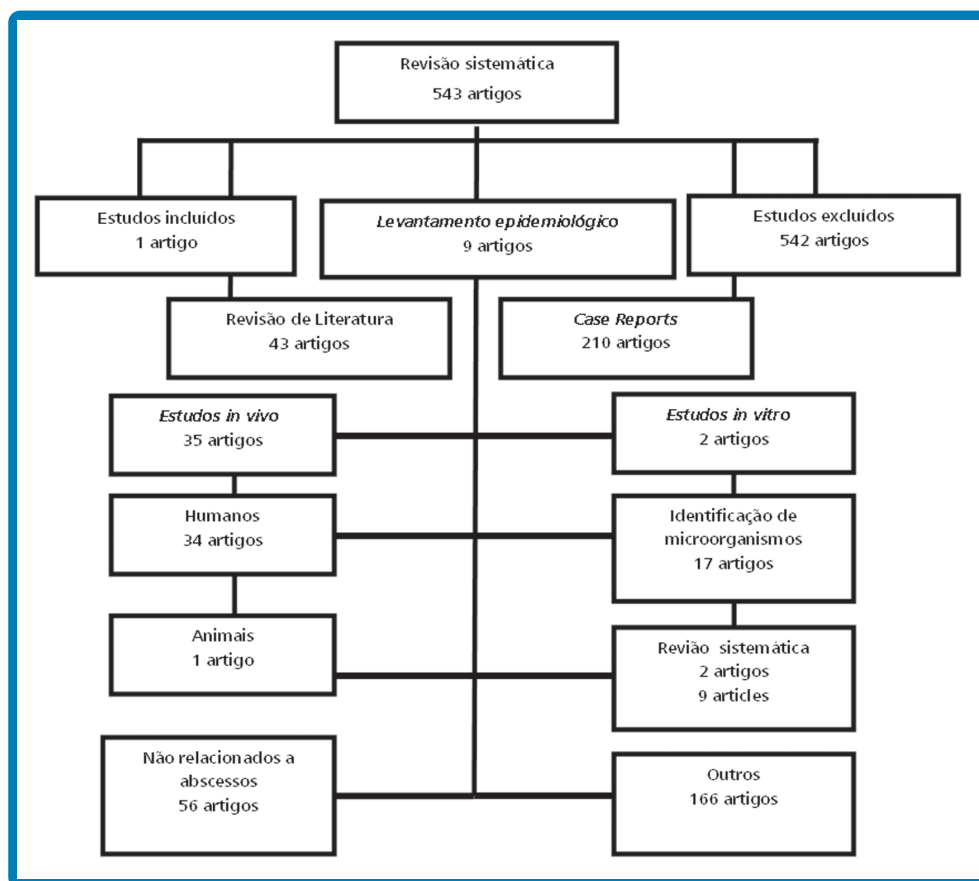 Revisão sistemática
543 artigos
Estudos incluídos
1 artigo
Levantamento epidemiológico
9 artigos
Estudos excluídos
542 artigos
Revisão de Literatura
43 artigos
Case Reports
210 artigos
Estudos in vivo
35 artigos
Estudos in vitro
2 artigos
Humanos
34 artigos
Identificação de
microorganismos
17 artigos
Animais
1 artigo
Revião sistemática
2 artigos
9 articles
Não relacionados a
abscessos
56 artigos
Outros
166 artigos